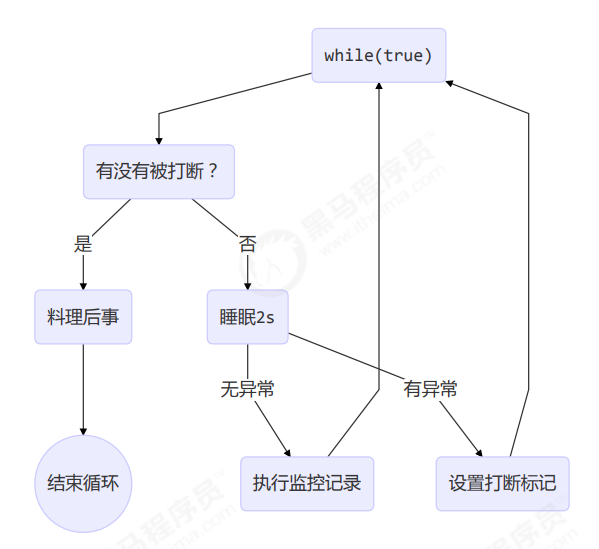 while(true)
有没有被打断？
是
否
料理后事
睡眠2s
无异常
有异常
结束循环
执行监控记录
设置打断标记
黑马程序员
www.itheima.com